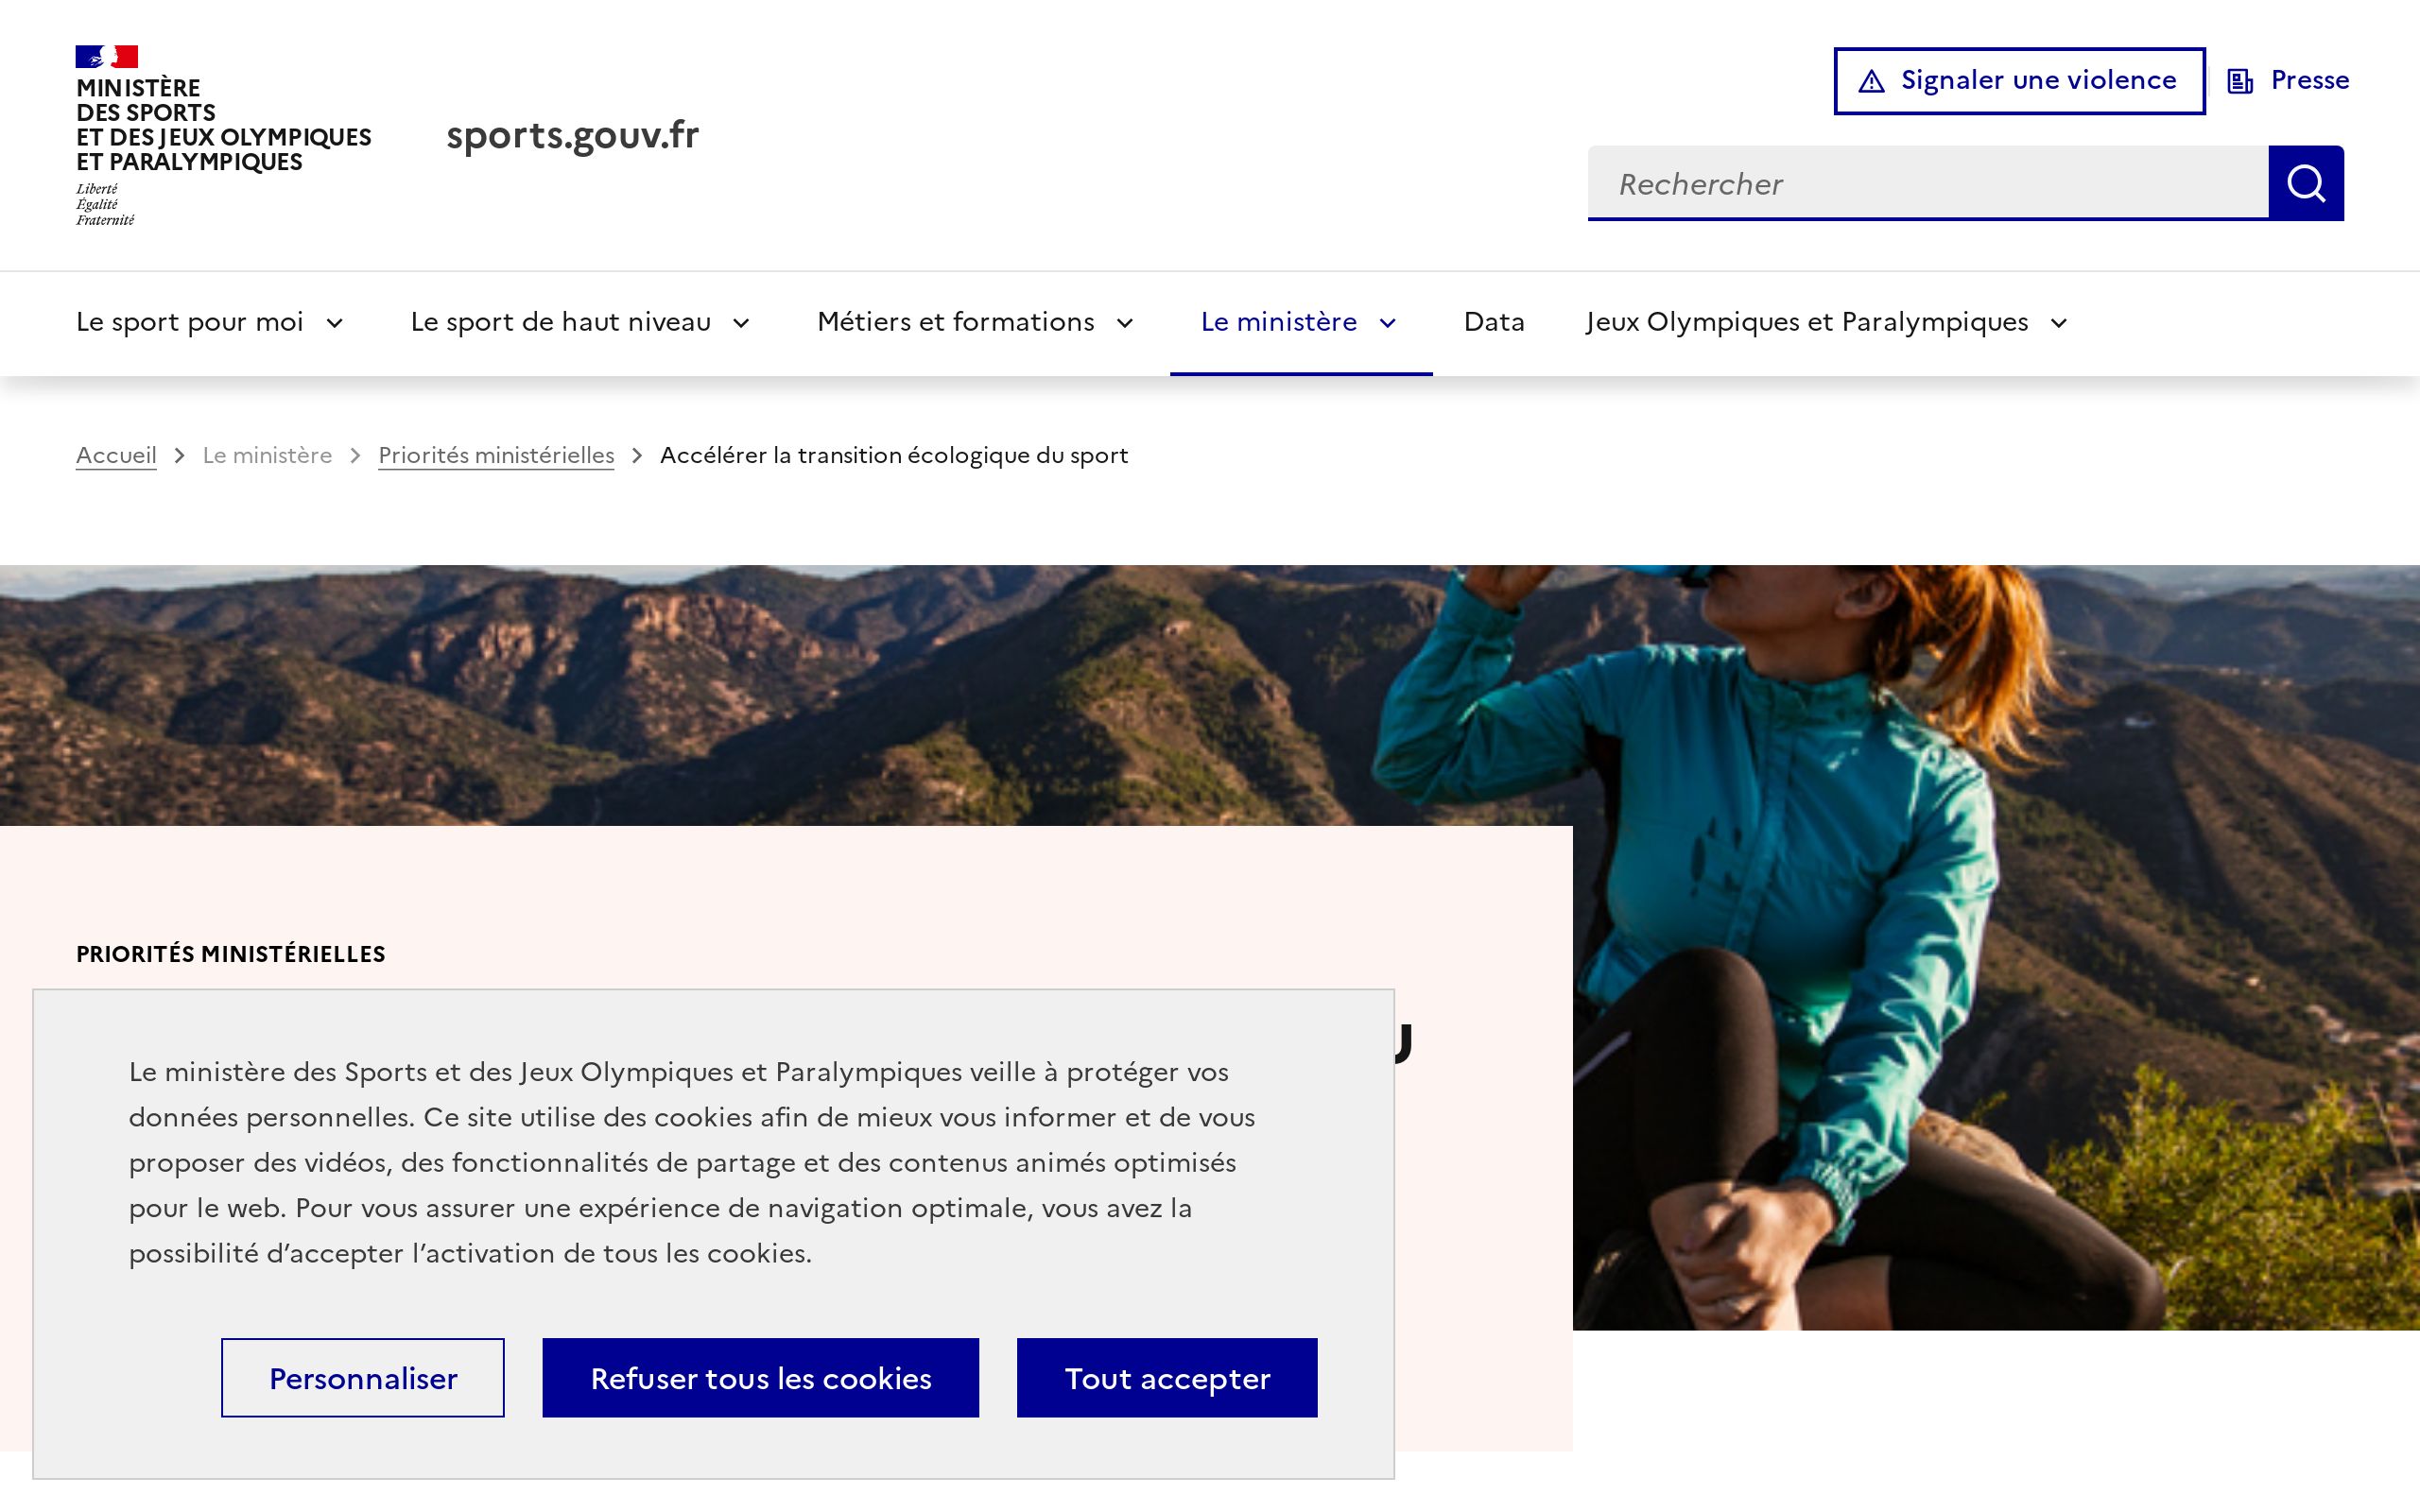 MINISTÈRE
DES SPORTS
ET DES JEUX OLYMPIQUES
ET PARALYMPIQUES
Liberté
Égalité
Fraternité
sports.gouv.fr
Signaler une violence
Presse
Rechercher
Le sport pour moi
Le sport de haut niveau
Métiers et formations
Le ministère
Data
Jeux Olympiques et Paralympiques
Accueil > Le ministère > Priorités ministérielles > Accélérer la transition écologique du sport
PRIORITÉS MINISTÉRIELLES
Le ministère des Sports et des Jeux Olympiques et Paralympiques veille à protéger vos
données personnelles. Ce site utilise des cookies afin de mieux vous informer et de vous
proposer des vidéos, des fonctionnalités de partage et des contenus animés optimisés
pour le web. Pour vous assurer une expérience de navigation optimale, vous avez la
possibilité d’accepter l’activation de tous les cookies.
Personnaliser
Refuser tous les cookies
Tout accepter